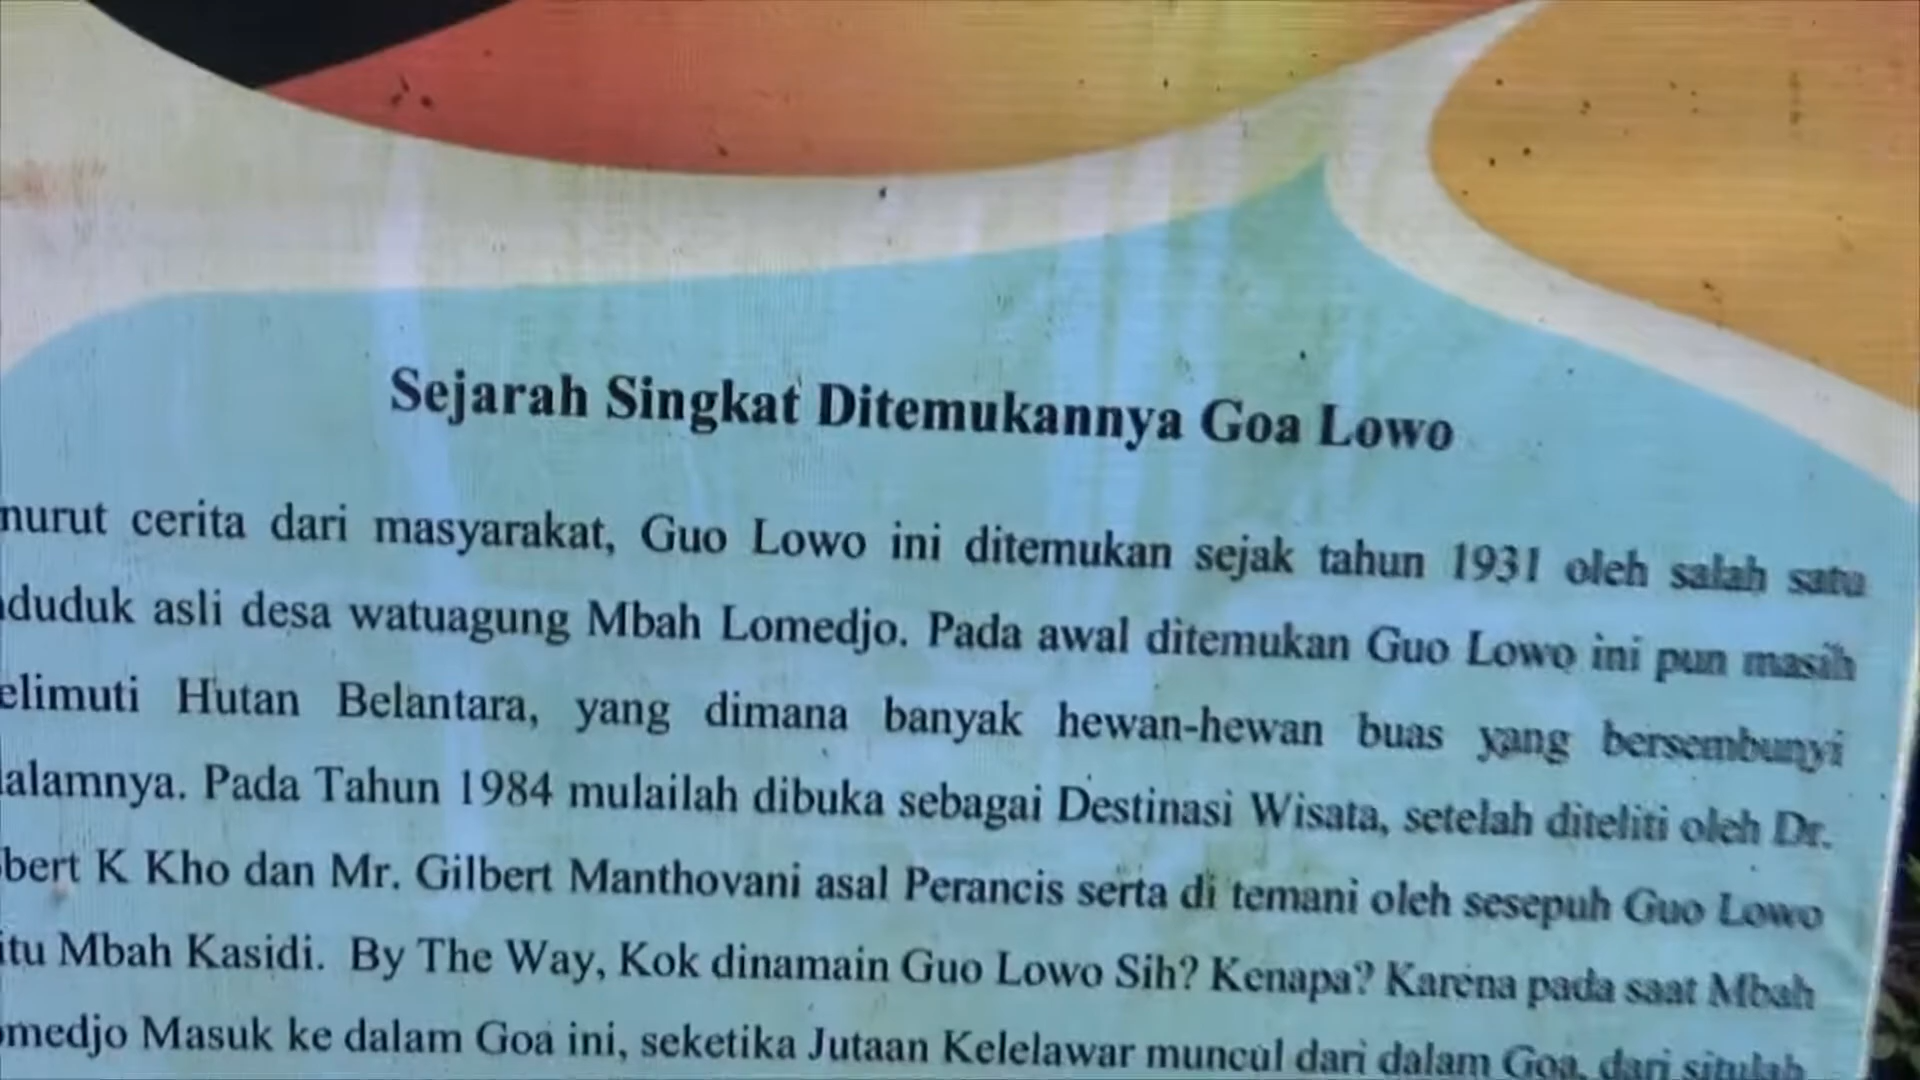 Sejarah Singkat Ditemukannya Goa Lowo
nurut cerita dari masyarakat, Guo Lowo ini ditemukan sejak tahun 1931 oleh salah satu
duduk asli desa watuagung Mbah Lomedjo. Pada awal ditemukan Guo Lowo ini pun masih
elimuti Hutan Belantara, yang dimana banyak hewan-hewan buas yang bersembunyi
alamnya. Pada Tahun 1984 mulailah dibuka sebagai Destinasi Wisata, setelah diteliti oleh Dr.
bert K Kho dan Mr. Gilbert Manthovani asal Perancis serta di temani oleh sesepuh Guo Lowo
itu Mbah Kasidi. By The Way, Kok dinamain Guo Lowo Sih? Kenapa? Karena pada saat Mbah
omedjo Masuk ke dalam Goa ini, seketika Jutaan Kelelawar muncul dari dalam Goa, dari situlah